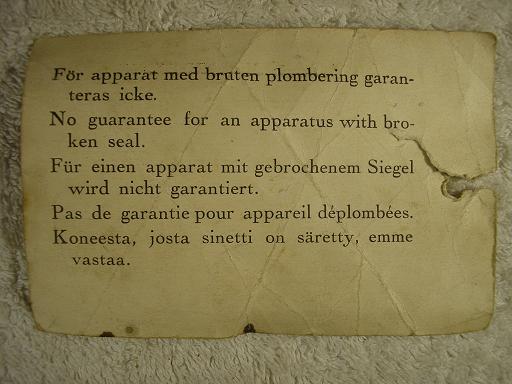 För apparat med bruten plombering garan-
teras icke.
No guarantee for an apparatus with bro-
ken seal.
Für einen apparat mit gebrochenem Siegel
wird nicht garantiert.
Pas de garantie pour appareil déplombées.
Koneesta, josta sinetti on säretty, emme
vastaa.